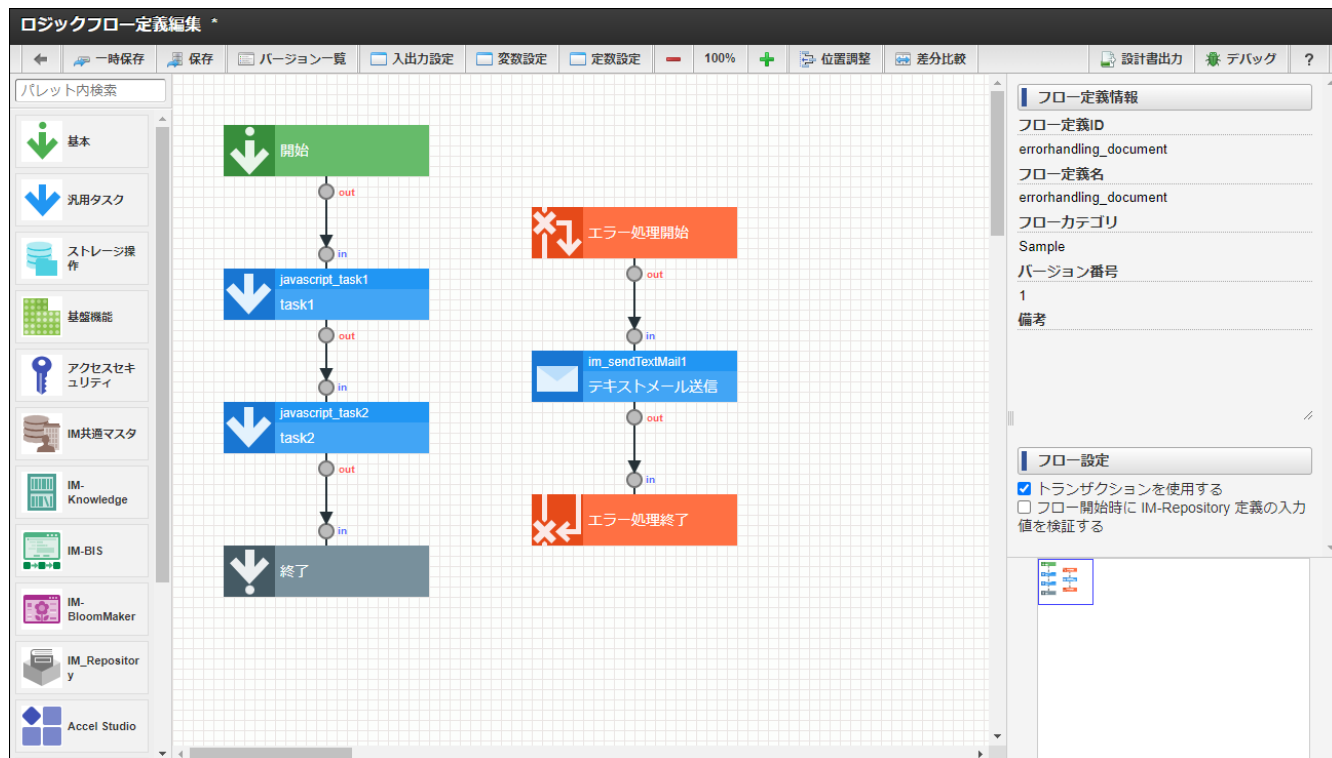 ロジックフロー定義編集 *
一時保存 保存 バージョン一覧 入出力設定 変数設定 定数設定 100% 位置調整 差分比較 設計書出力 デバッグ ?
パレット内検索
基本
汎用タスク
ストレージ操
作
基盤機能
アクセスセキ
ュリティ
IM共通マスタ
IM-
Knowledge
IM-BIS
IM-
BloomMaker
IM_Repositor
y
Accel Studio
開始
out
in
javascript_task1
task1
out
in
javascript_task2
task2
out
in
終了
エラー処理開始
out
in
im_sendTextMail1
テキストメール送信
out
in
エラー処理終了
フロー定義情報
フロー定義ID
errorhandling_document
フロー定義名
errorhandling_document
フローカテゴリ
Sample
バージョン番号
1
備考
フロー設定
トランザクションを使用する
フロー開始時に IM-Repository 定義の入力
値を検証する